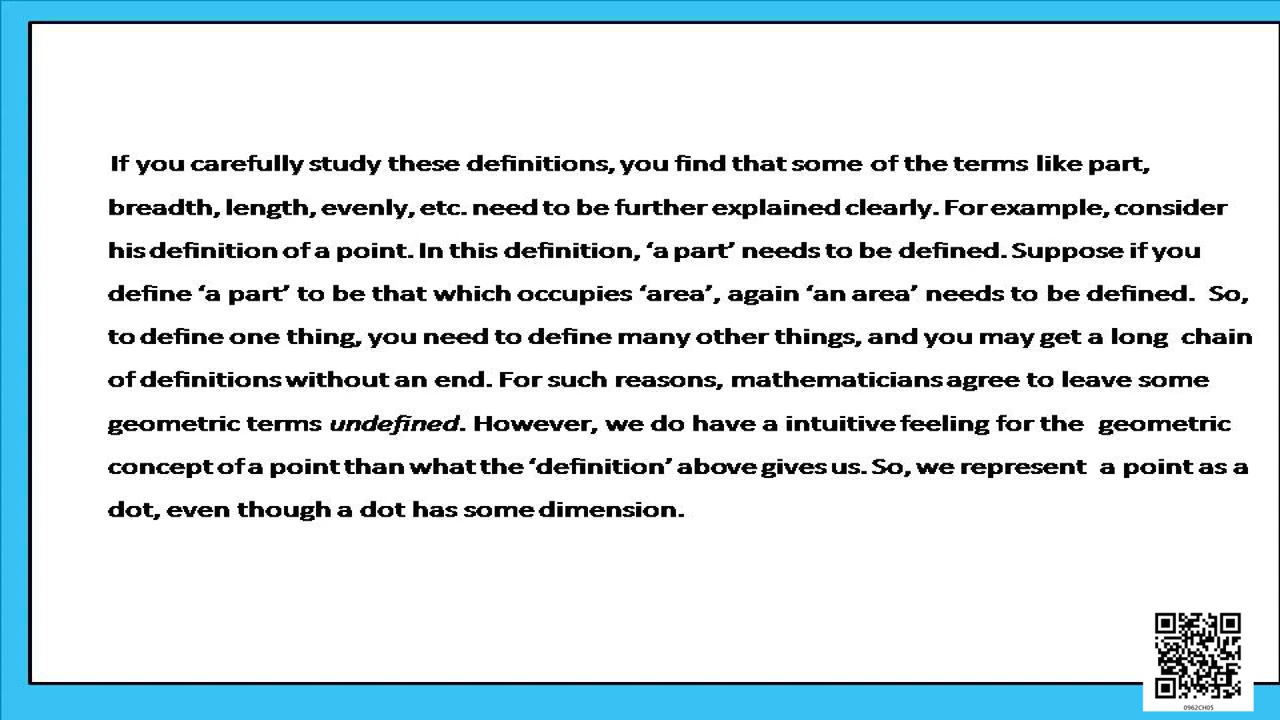 If you carefully study these definitions, you find that some of the terms like part,
breadth, length, evenly, etc. need to be further explained clearly. For example, consider
his definition of a point. In this definition, ‘a part’ needs to be defined. Suppose if you
define ‘a part’ to be that which occupies ‘area’, again ‘an area’ needs to be defined. So,
to define one thing, you need to define many other things, and you may get a long chain
of definitions without an end. For such reasons, mathematicians agree to leave some
geometric terms undefined. However, we do have a intuitive feeling for the geometric
concept of a point than what the ‘definition’ above gives us. So, we represent a point as a
dot, even though a dot has some dimension.
0962CH05